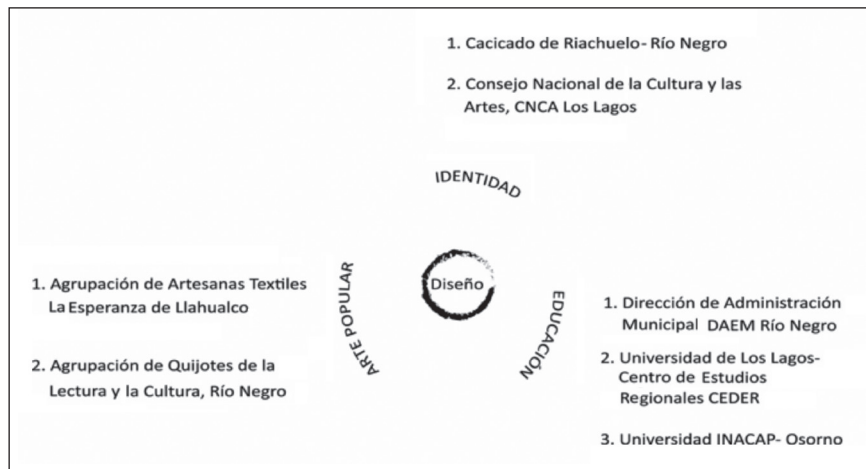 1. Cacicado de Riachuelo- Río Negro
2. Consejo Nacional de la Cultura y las
Artes, CNCA Los Lagos
IDENTIDAD
ARTE POPULAR
Diseño
EDUCACIÓN
1. Agrupación de Artesanas Textiles
La Esperanza de Llahualco
2. Agrupación de Quijotes de la
Lectura y la Cultura, Río Negro
1. Dirección de Administración
Municipal DAEM Río Negro
2. Universidad de Los Lagos-
Centro de Estudios
Regionales CEDER
3. Universidad INACAP- Osorno